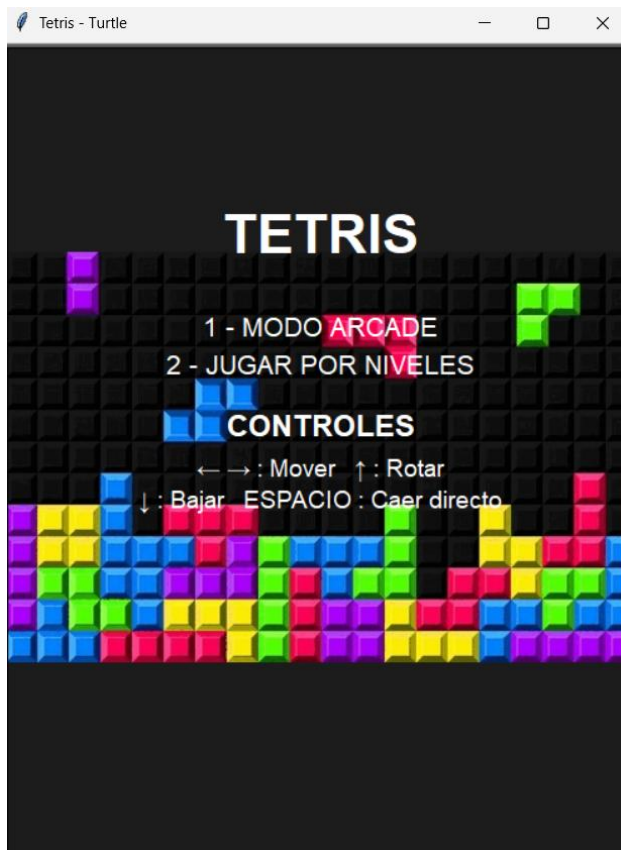 Tetris - Turtle
TETRIS
1 - MODO ARCADE
2 - JUGAR POR NIVELES
CONTROLES
←→ : Mover ↑ : Rotar
↓ : Bajar ESPACIO : Caer directo